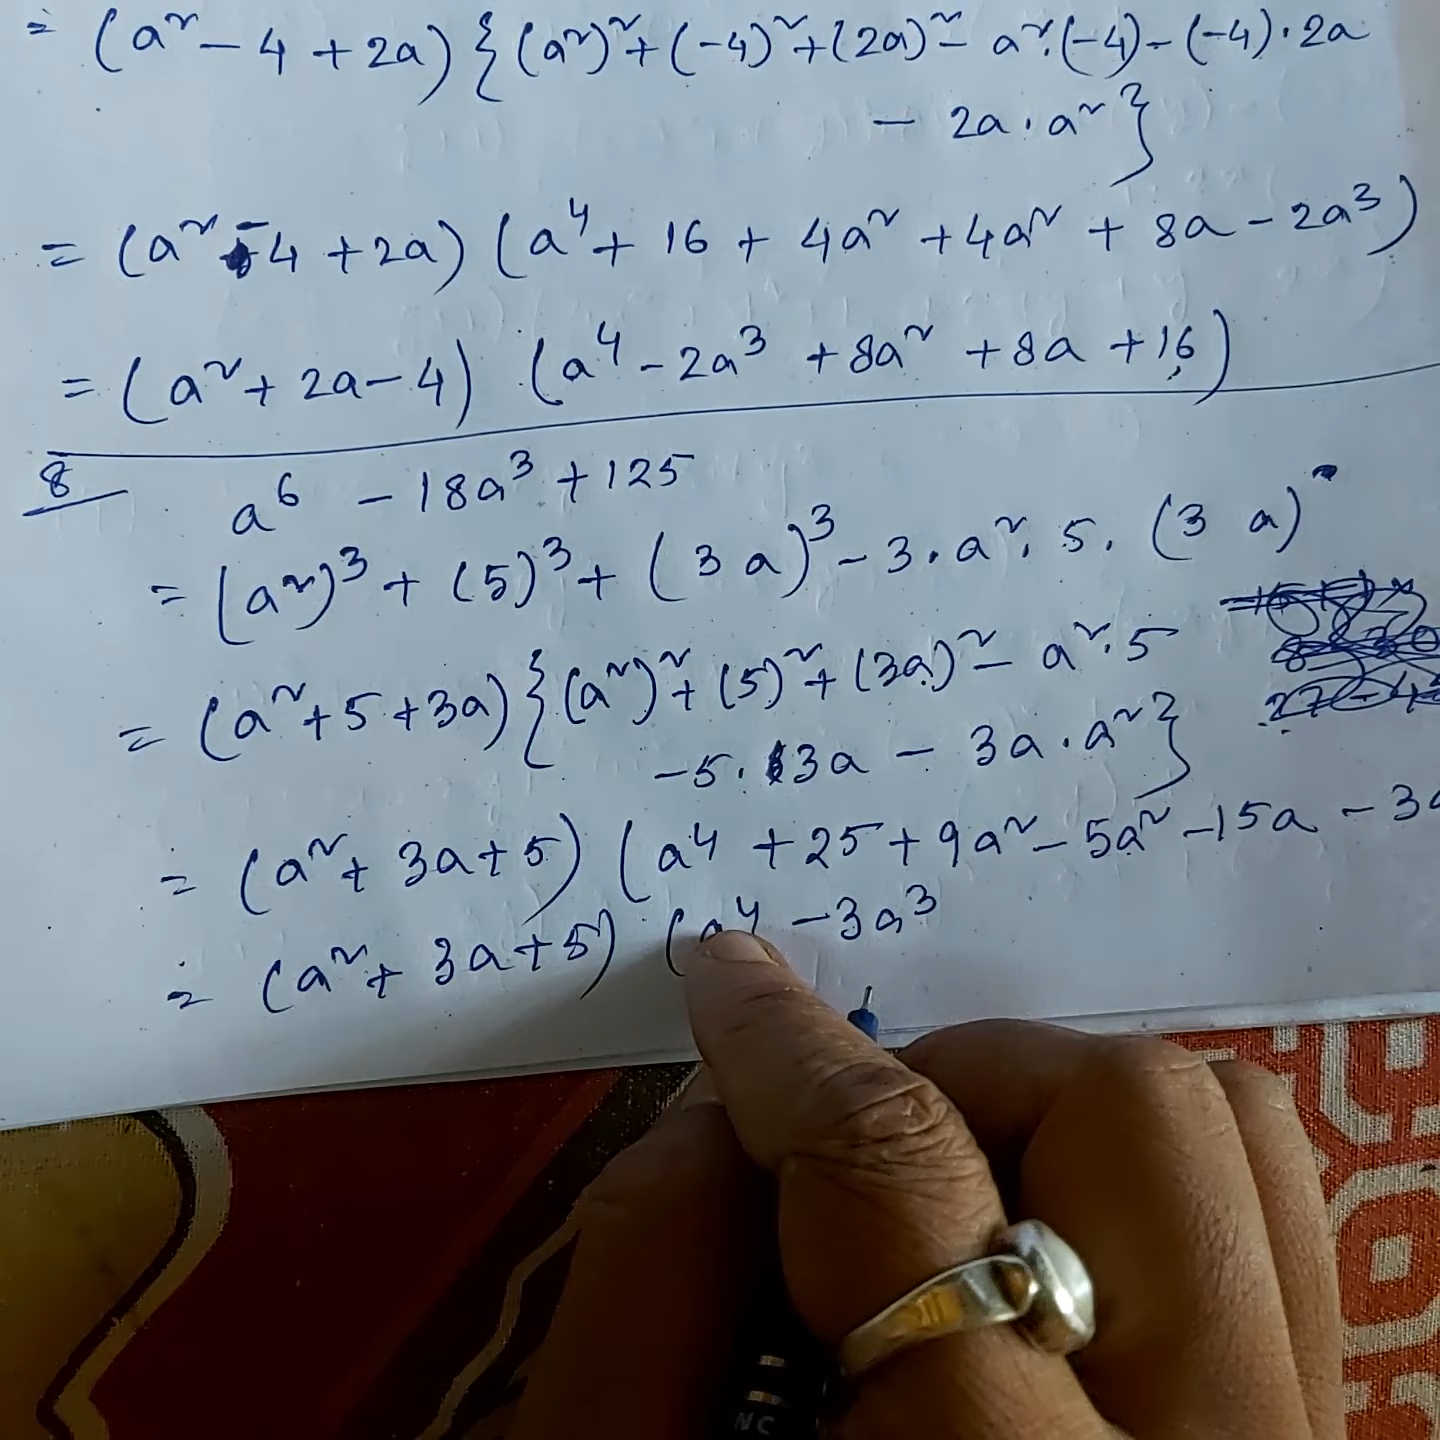 = (a² - 4 + 2a) {(a²)² + (-4)² + (2a)² - a².(-4) - (-4).2a
- 2a.a²}
= (a² - 4 + 2a) (a⁴ + 16 + 4a² + 4a² + 8a - 2a³)
= (a² + 2a - 4) (a⁴ - 2a³ + 8a² + 8a + 16)
8 a⁶ - 18a³ + 125
= (a²)³ + (5)³ + (3a)³ - 3.a².5.(3a)
= (a² + 5 + 3a) {(a²)² + (5)² + (3a)² - a².5
-5.3a - 3a.a²}
= (a² + 3a + 5) (a⁴ + 25 + 9a² - 5a² - 15a - 3a
= (a² + 3a + 5) (a⁴ - 3a³
NC